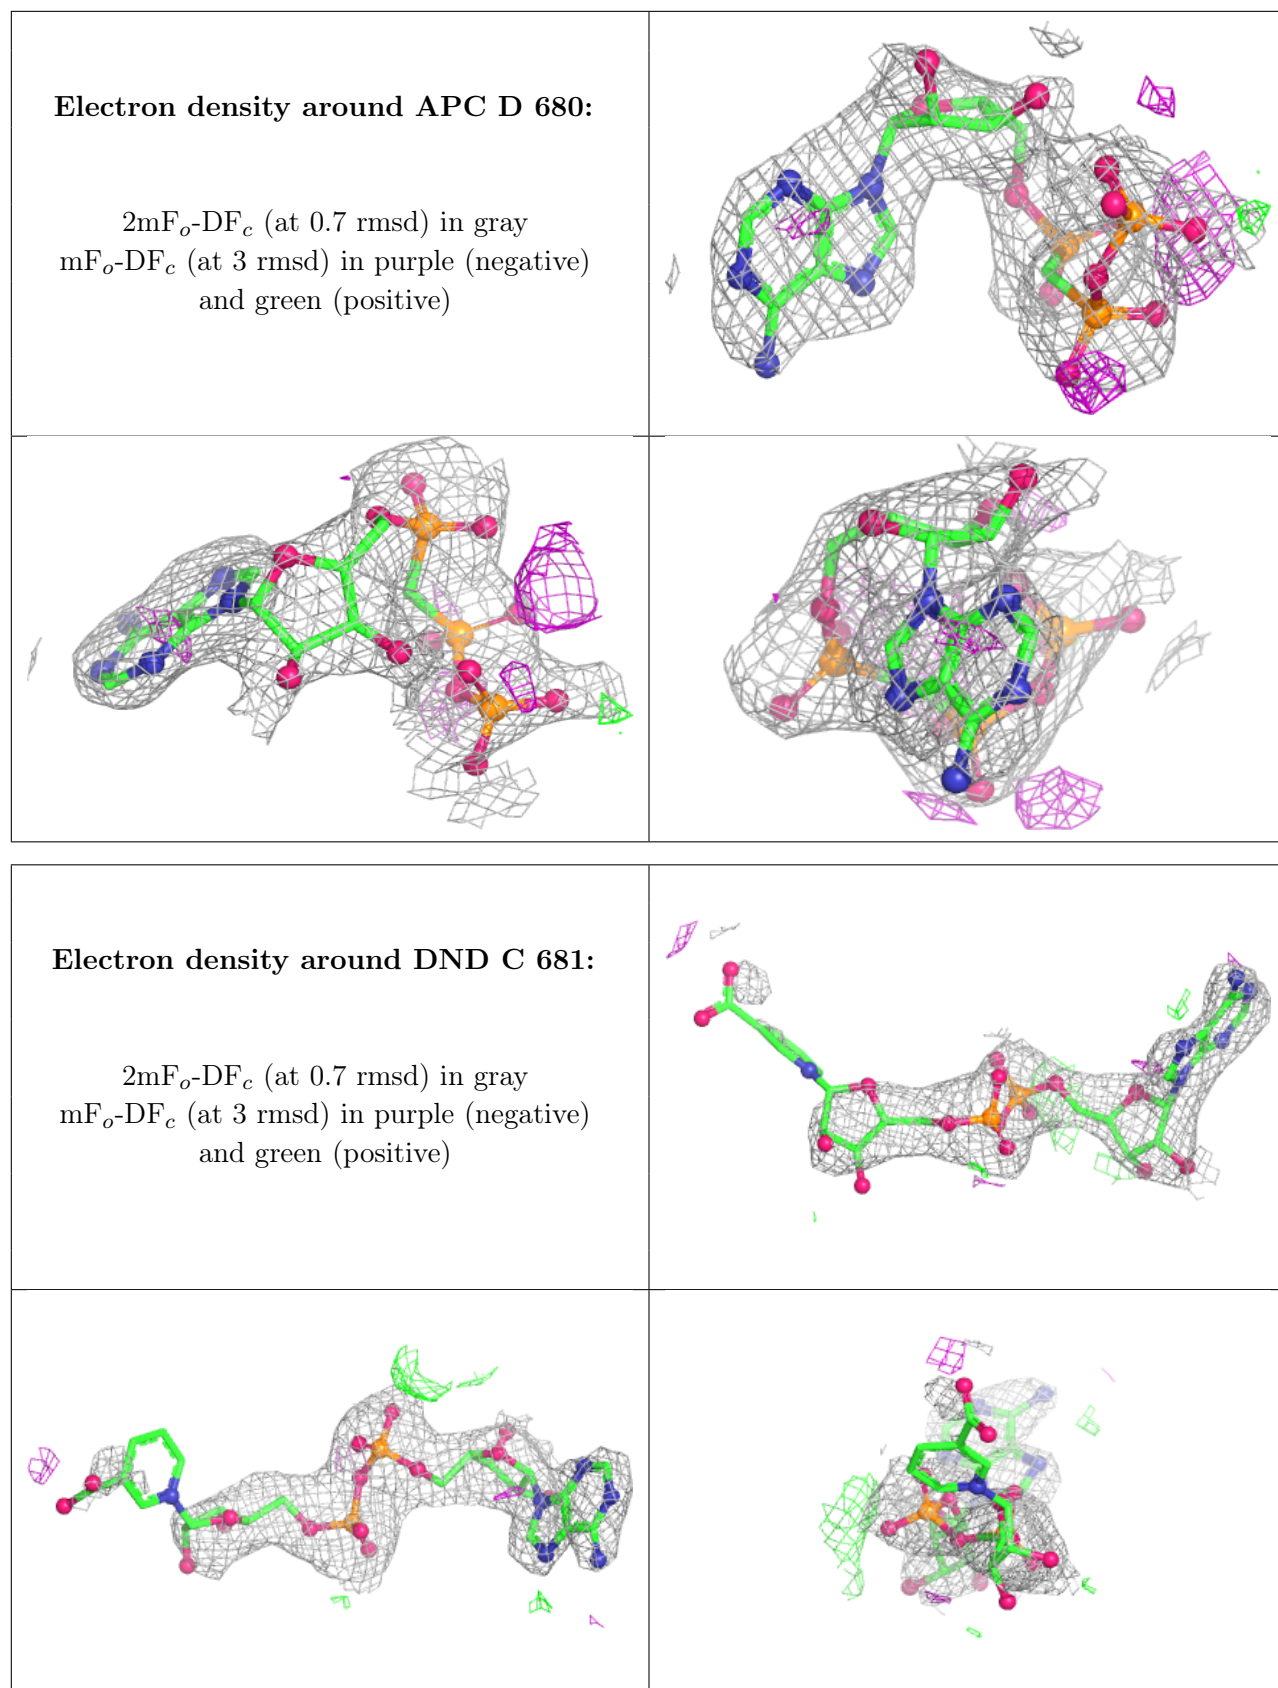 Electron density around APC D 680:
2mFo-DFc (at 0.7 rmsd) in gray
mFo-DFc (at 3 rmsd) in purple (negative)
and green (positive)
Electron density around DND C 681:
2mFo-DFc (at 0.7 rmsd) in gray
mFo-DFc (at 3 rmsd) in purple (negative)
and green (positive)